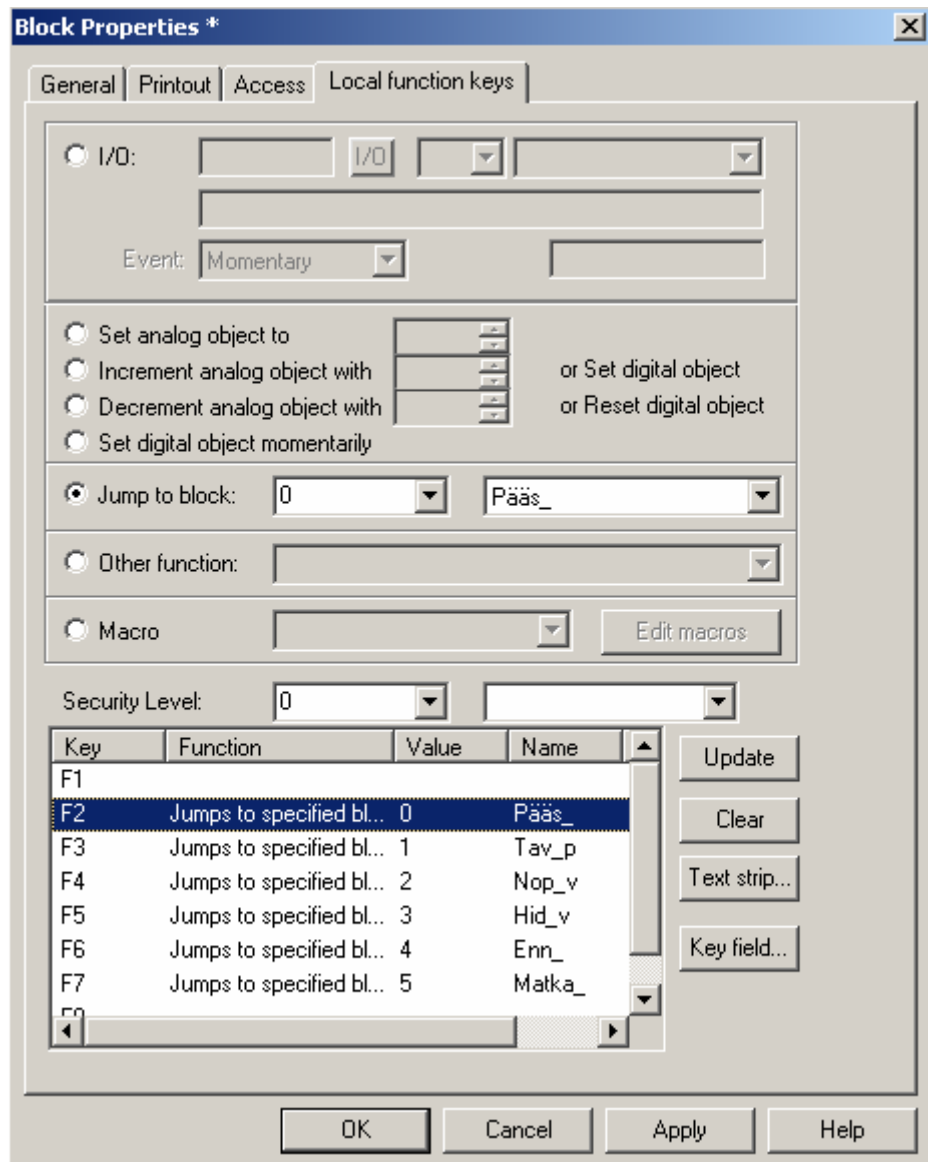 Block Properties *
General Printout Access Local function keys
I/O: I/O
Event: Momentary
Set analog object to
Increment analog object with or Set digital object
Decrement analog object with or Reset digital object
Set digital object momentarily
Jump to block: 0 Pääs_
Other function:
Macro Edit macros
Security Level: 0
Key Function Value Name
F1
F2 Jumps to specified bl... 0 Pääs_
F3 Jumps to specified bl... 1 Tav_p
F4 Jumps to specified bl... 2 Nop_v
F5 Jumps to specified bl... 3 Hid_v
F6 Jumps to specified bl... 4 Enn_
F7 Jumps to specified bl... 5 Matka_
Update
Clear
Text strip...
Key field...
OK Cancel Apply Help